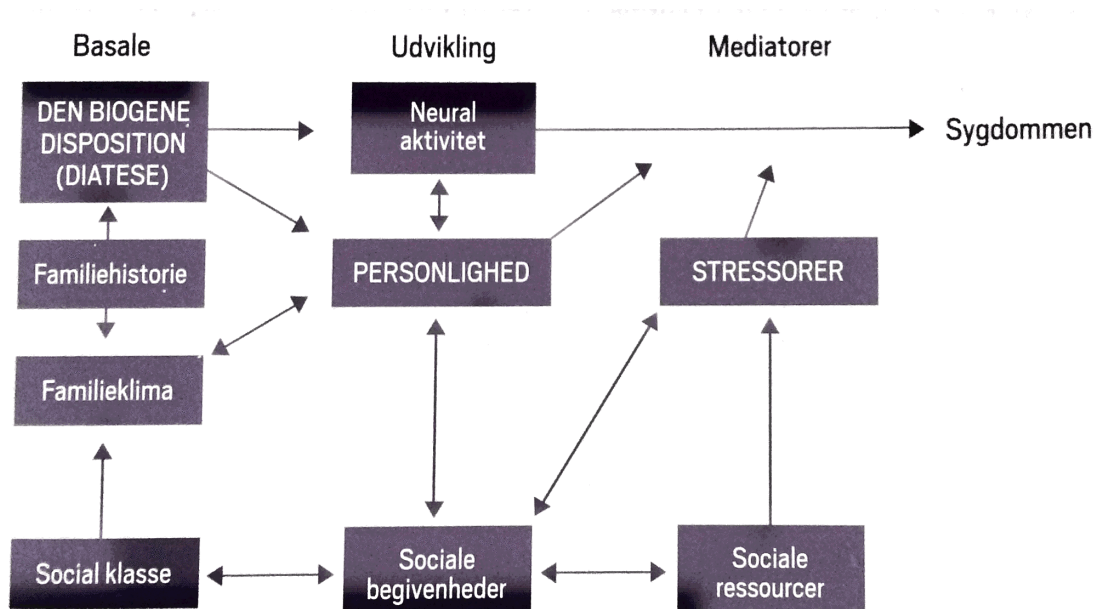 Basale
Udvikling
Mediatorer
DEN BIOGENE
DISPOSITION
(DIATESE)
Neural
aktivitet
Sygdommen
Familiehistorie
PERSONLIGHED
STRESSORER
Familieklima
Social klasse
Sociale
begivenheder
Sociale
ressourcer